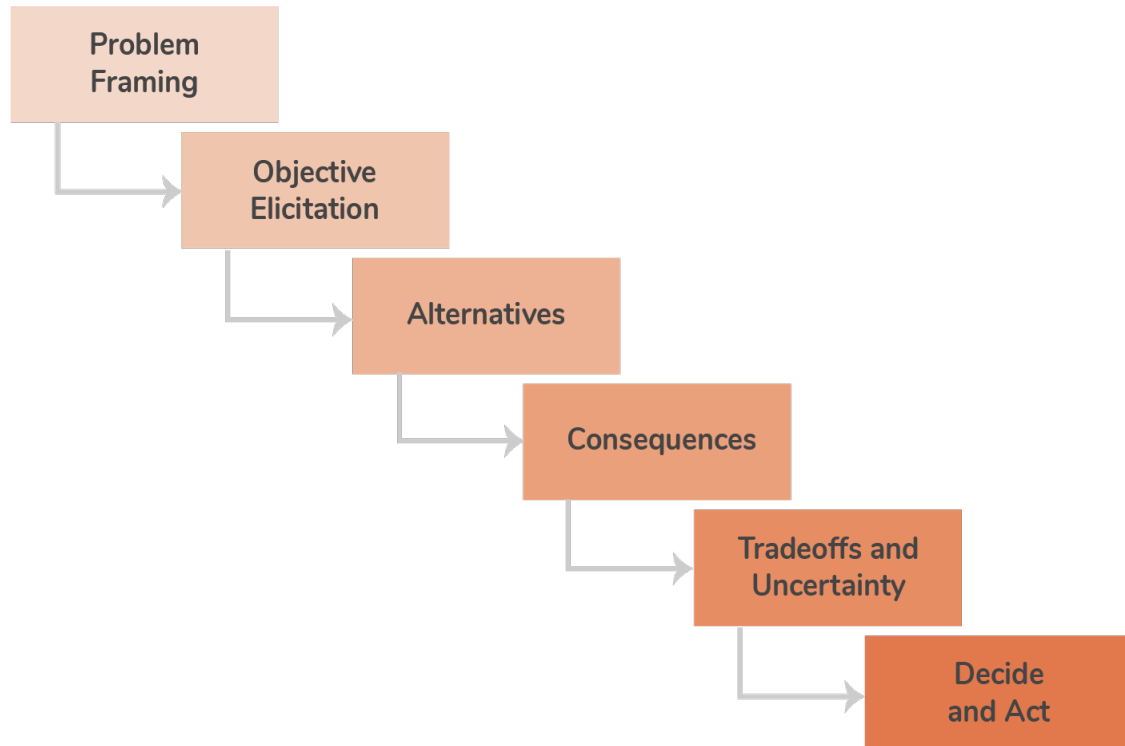 Problem
Framing
Objective
Elicitation
Alternatives
Consequences
Tradeoffs and
Uncertainty
Decide
and Act